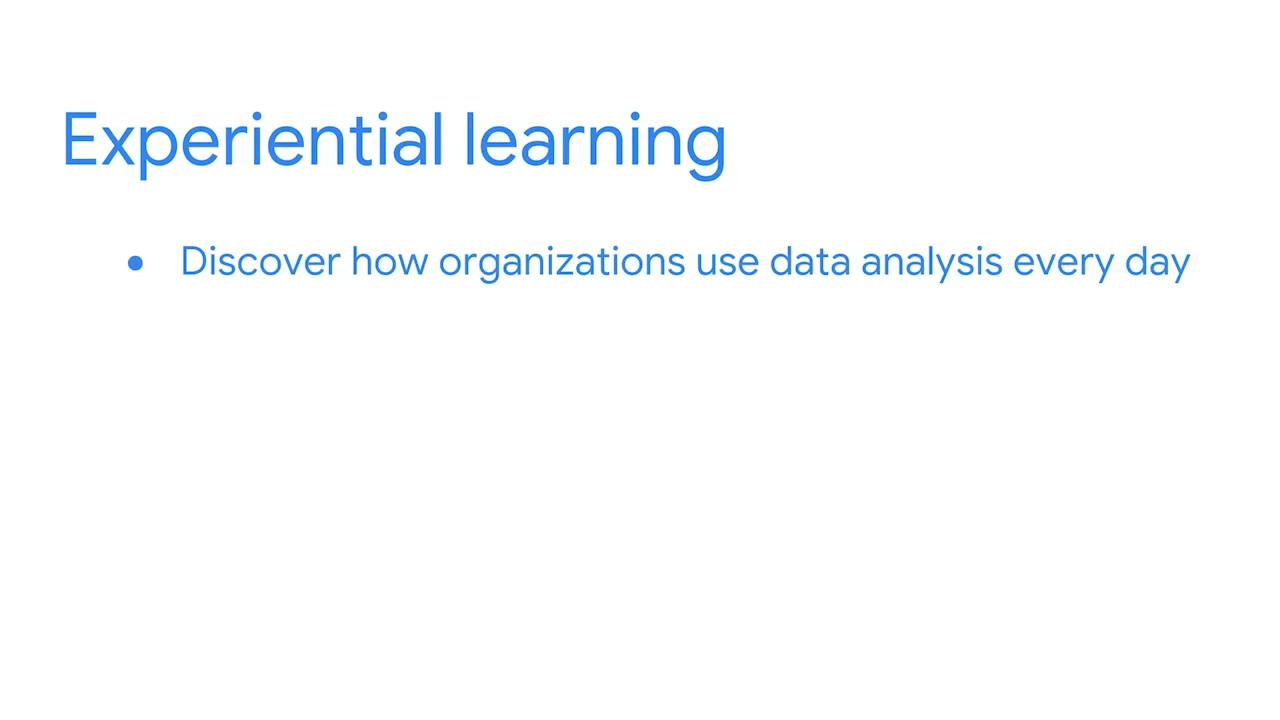 Experiential learning
● Discover how organizations use data analysis every day